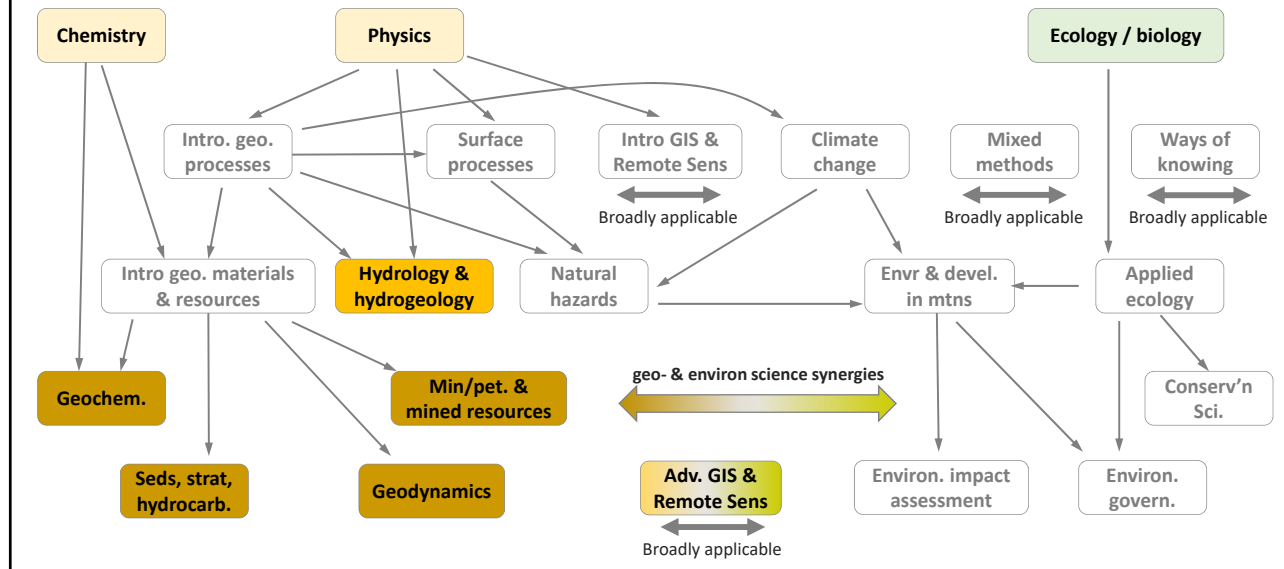 Chemistry
Physics
Ecology / biology
Intro. geo.
processes
Surface
processes
Intro GIS &
Remote Sens
Climate
change
Mixed
methods
Ways of
knowing
Broadly applicable
Broadly applicable
Broadly applicable
Intro geo. materials
& resources
Hydrology &
hydrogeology
Natural
hazards
Envr & devel.
in mtns
Applied
ecology
Geochem.
Min/pet. &
mined resources
geo- & environ science synergies
Conserv'n
Sci.
Seds, strat,
hydrocarb.
Geodynamics
Adv. GIS &
Remote Sens
Environ. impact
assessment
Environ.
govern.
Broadly applicable